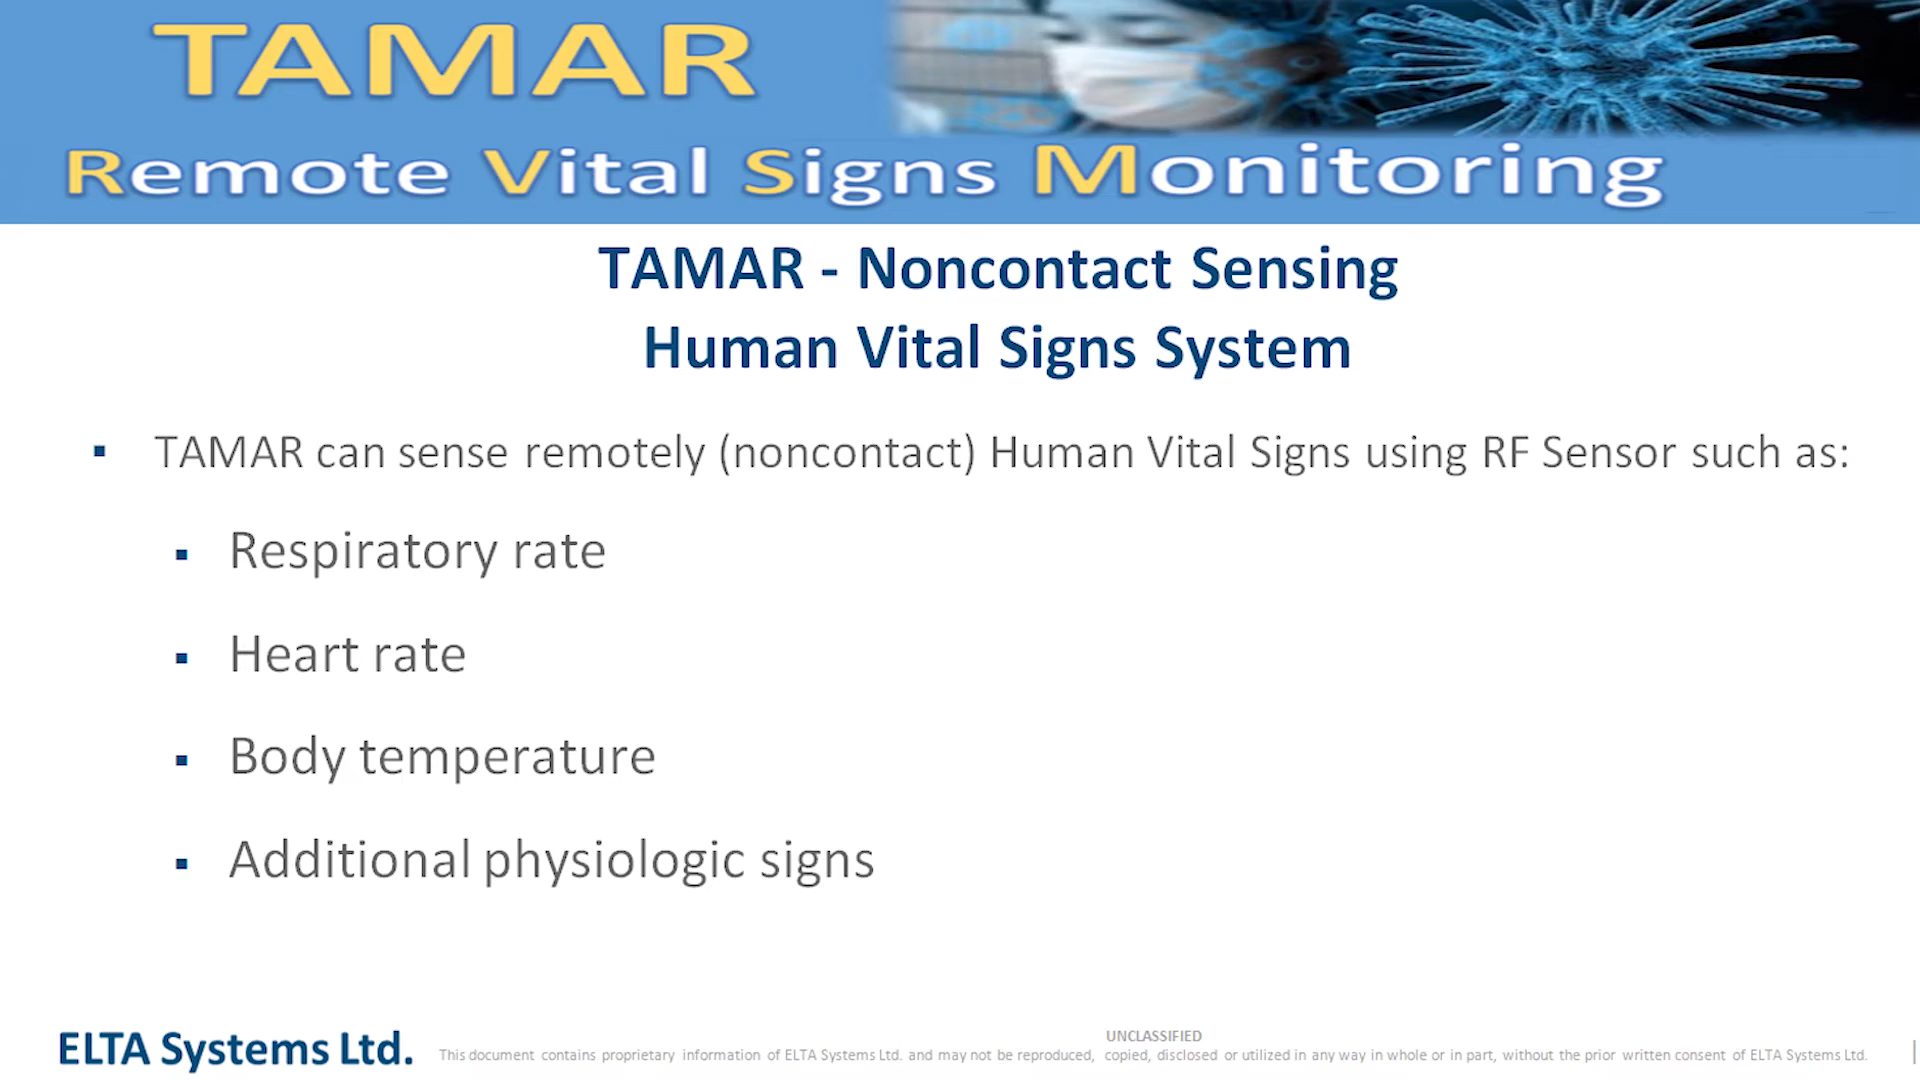 TAMAR
Remote Vital Signs Monitoring
TAMAR - Noncontact Sensing
Human Vital Signs System
▪ TAMAR can sense remotely (noncontact) Human Vital Signs using RF Sensor such as:
▪ Respiratory rate
▪ Heart rate
▪ Body temperature
▪ Additional physiologic signs
ELTA Systems Ltd.
UNCLASSIFIED
This document contains proprietary information of ELTA Systems Ltd. and may not be reproduced, copied, disclosed or utilized in any way in whole or in part, without the prior written consent of ELTA Systems Ltd.